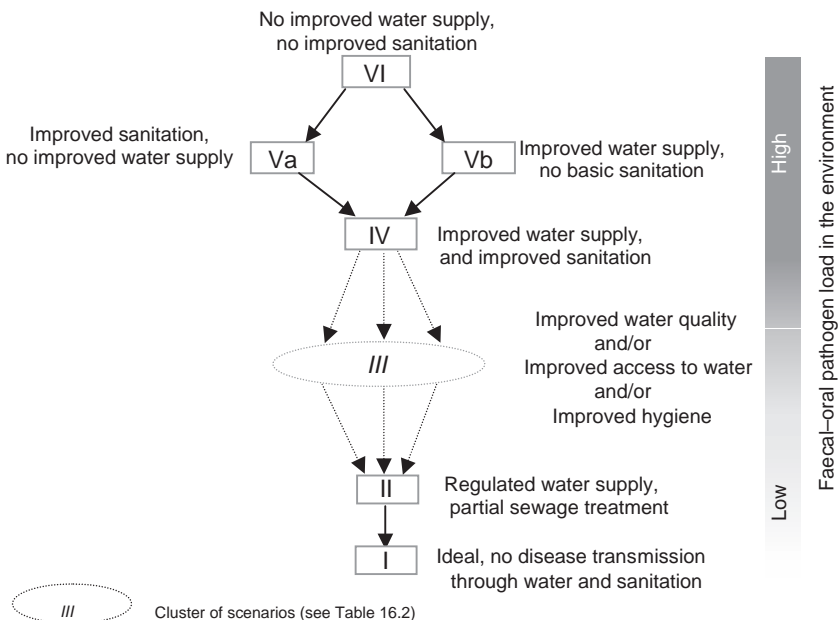 No improved water supply,
no improved sanitation
VI
Improved sanitation,
no improved water supply
Va
Vb
Improved water supply,
no basic sanitation
IV
Improved water supply,
and improved sanitation
III
Improved water quality
and/or
Improved access to water
and/or
Improved hygiene
II
Regulated water supply,
partial sewage treatment
I
Ideal, no disease transmission
through water and sanitation
High
Low
Faecal–oral pathogen load in the environment
III
Cluster of scenarios (see Table 16.2)